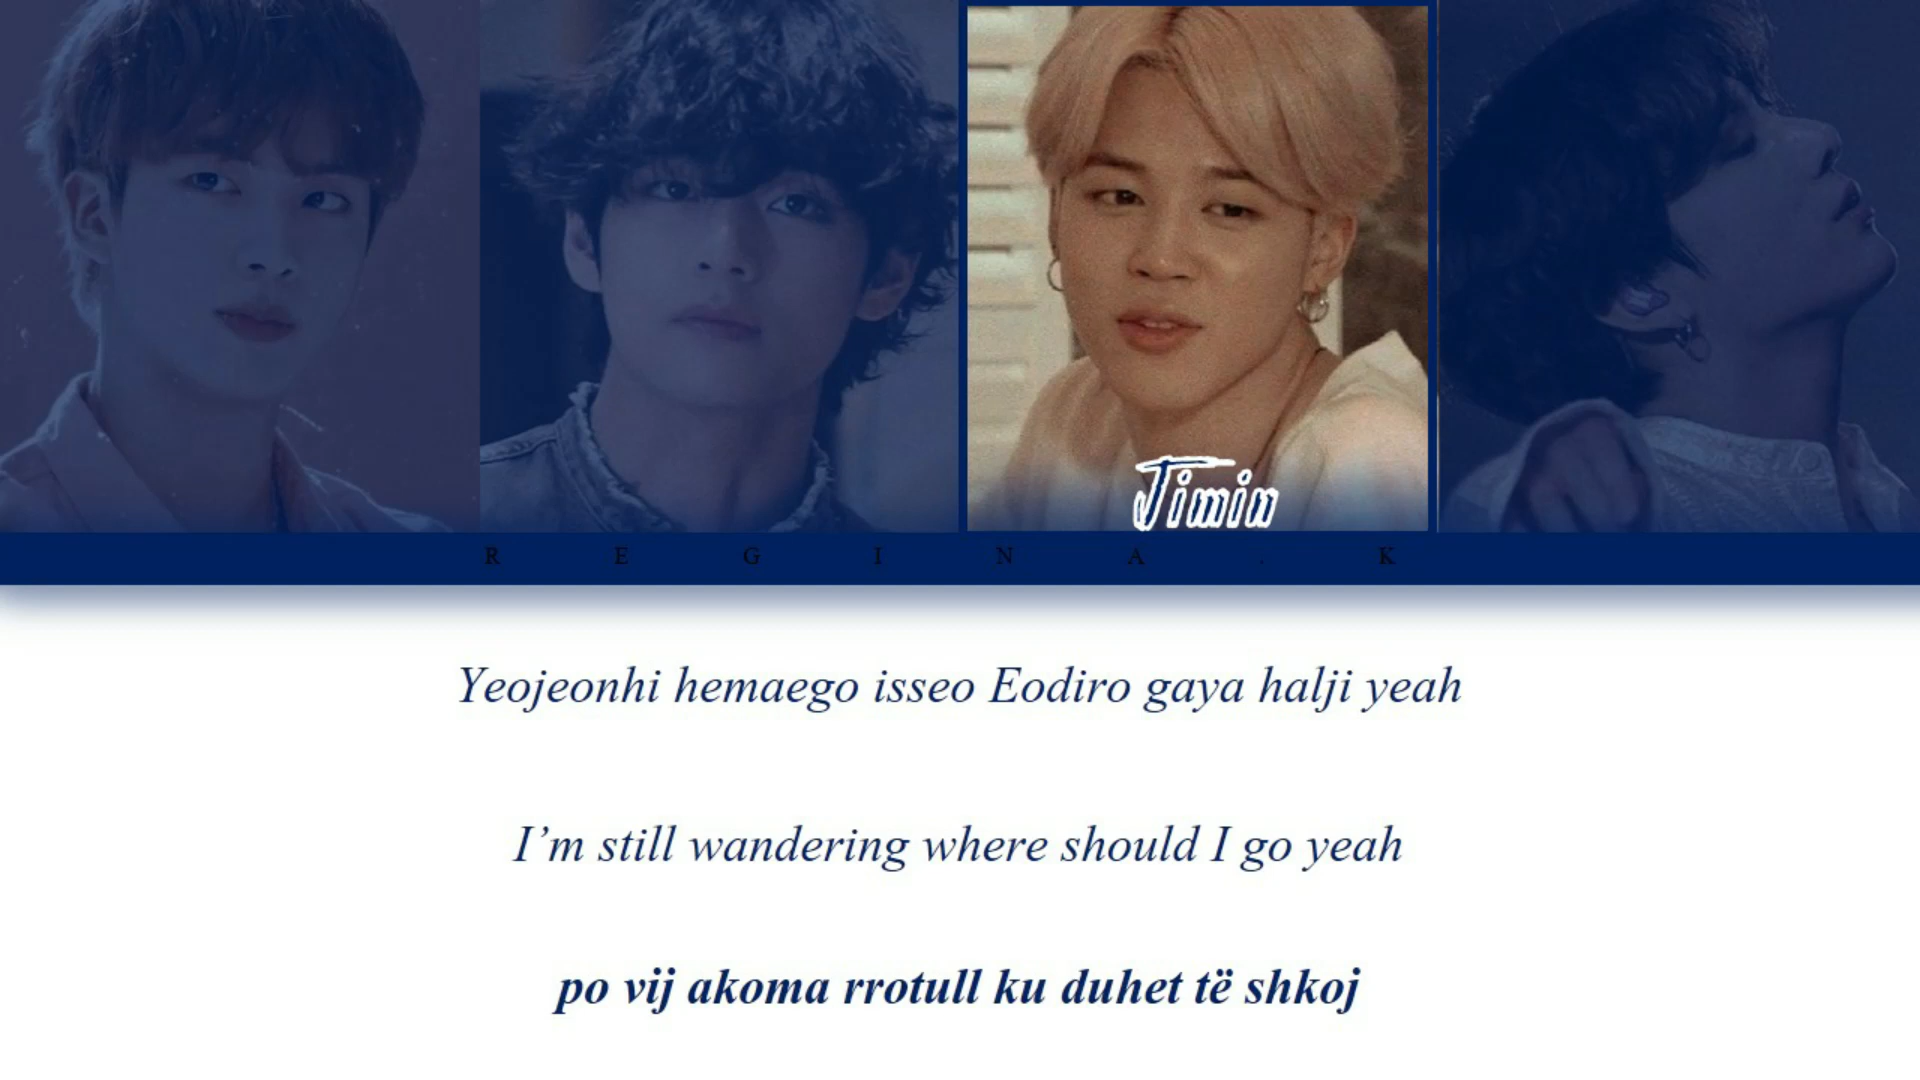 Jimin
R E G I N A . K
Yeojeonhi hemaego isseo Eodiro gaya halji yeah
I’m still wandering where should I go yeah
po vij akoma rrotull ku duhet të shkoj